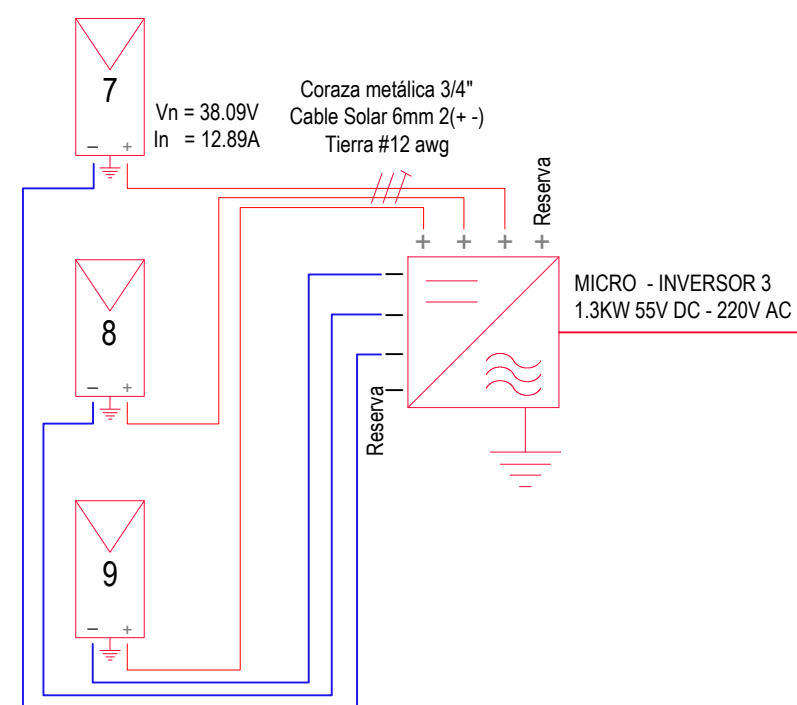 7
Vn = 38.09V
In = 12.89A
− +
Coraza metálica 3/4"
Cable Solar 6mm 2(+ -)
Tierra #12 awg
Reserva
+ + + +
8
− +
MICRO - INVERSOR 3
1.3KW 55V DC - 220V AC
Reserva
9
− +